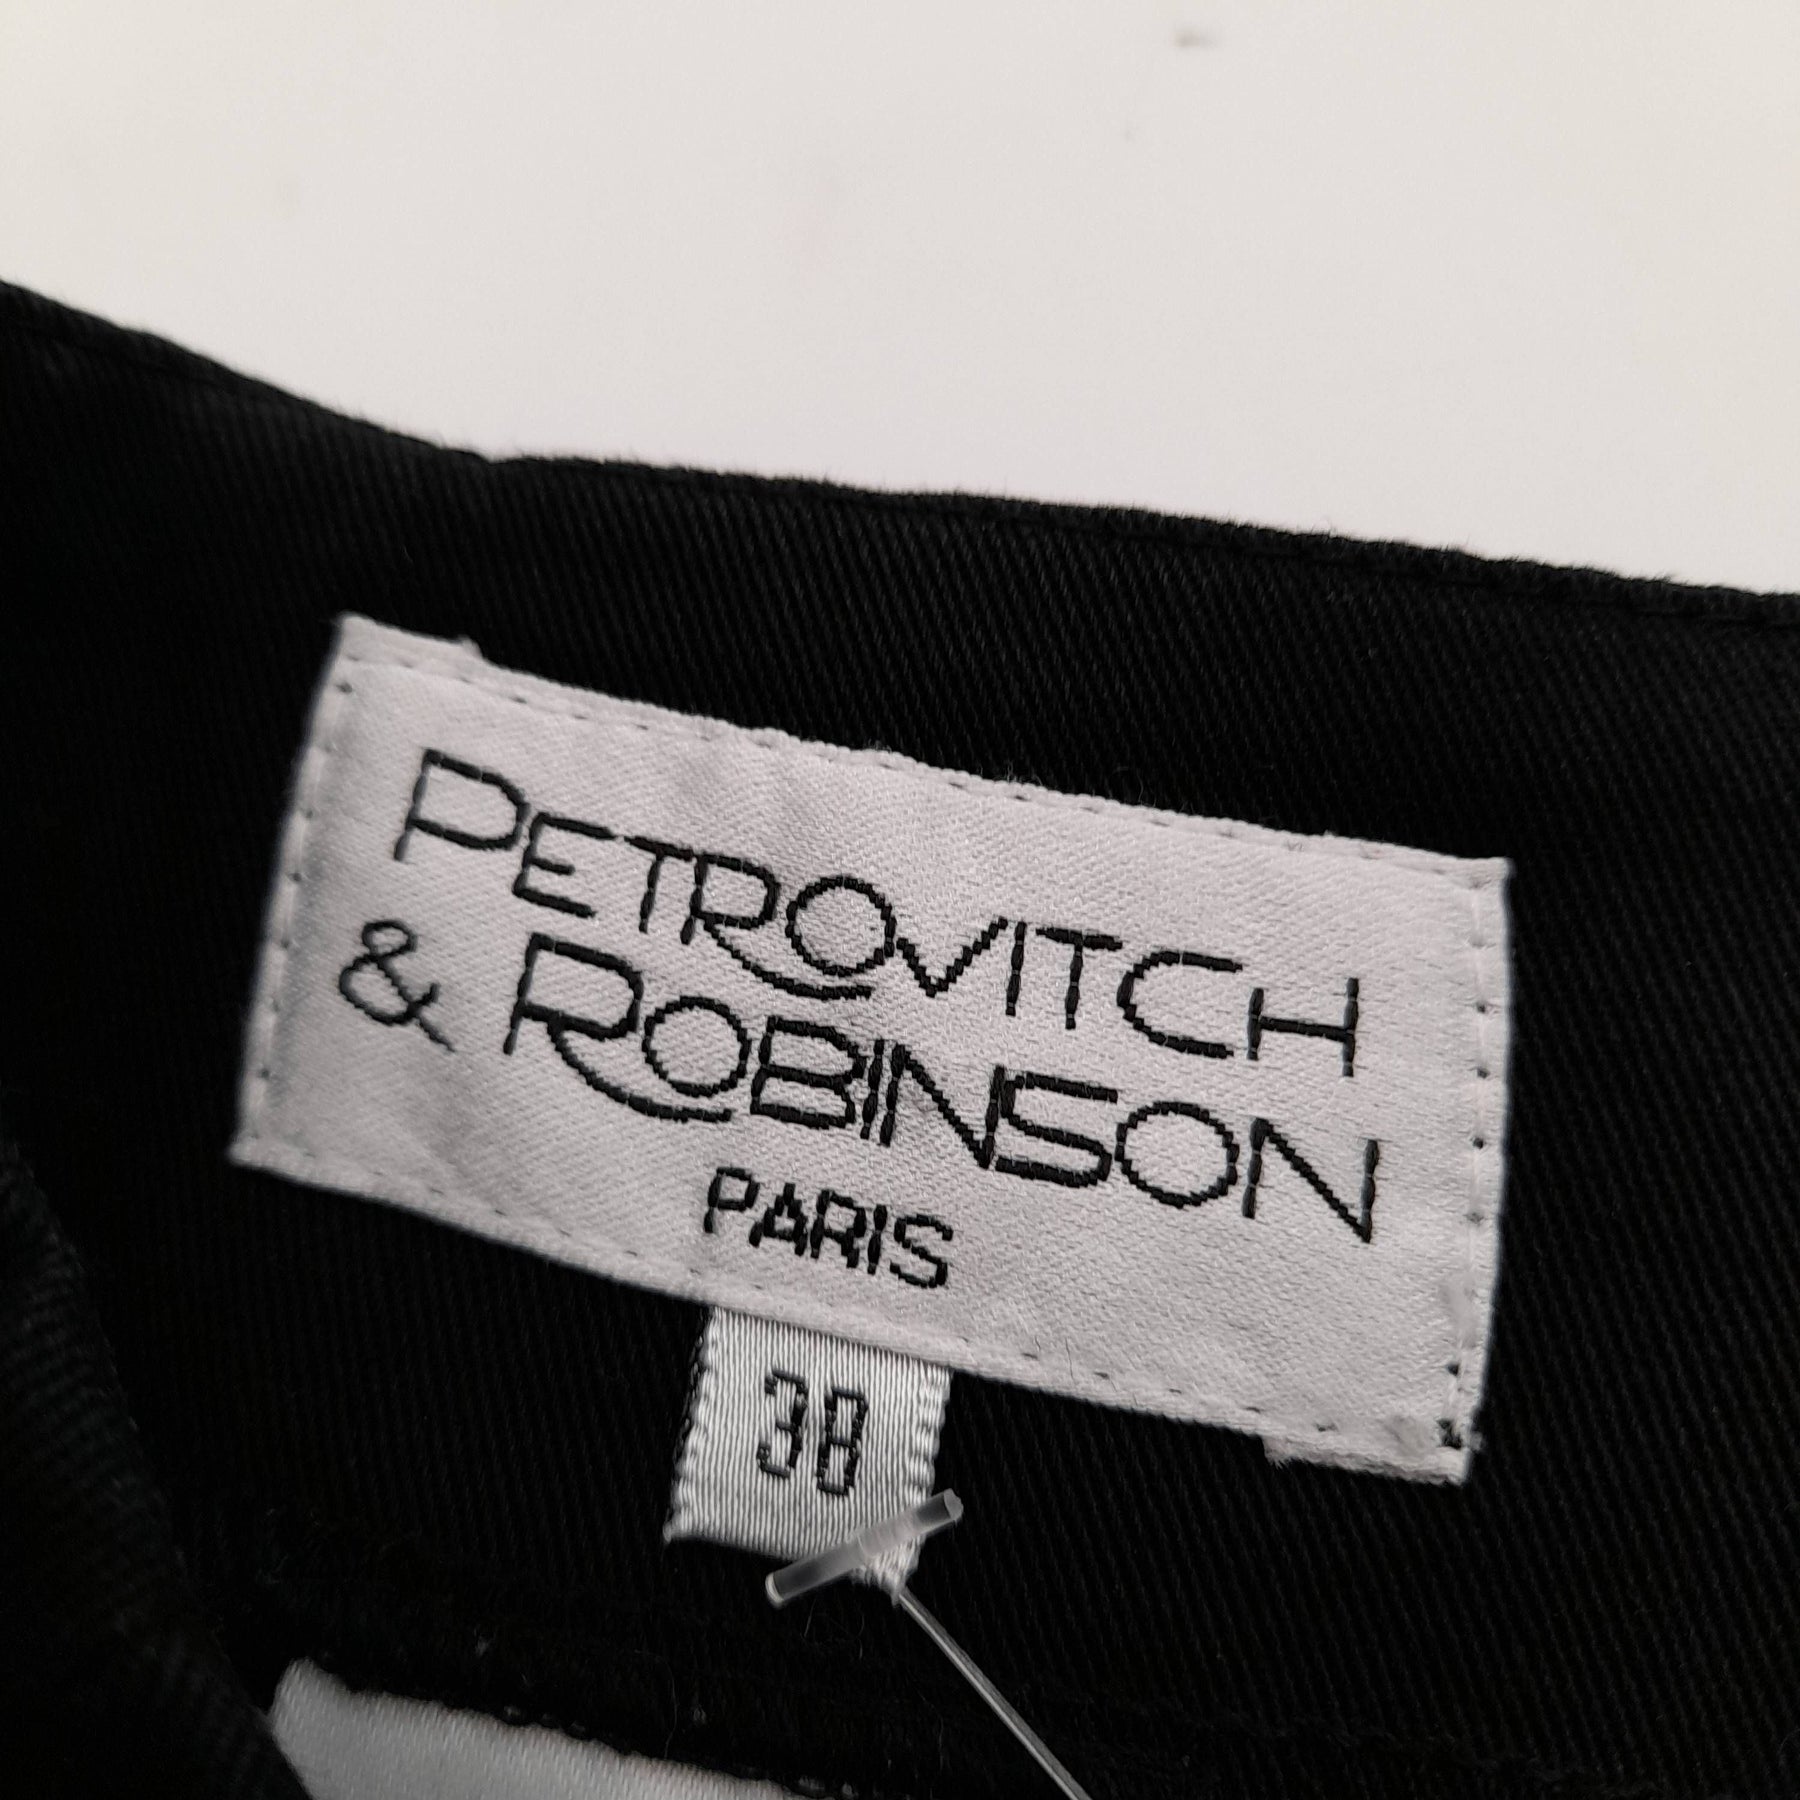 PETROVITCH
& ROBINSON
PARIS
38